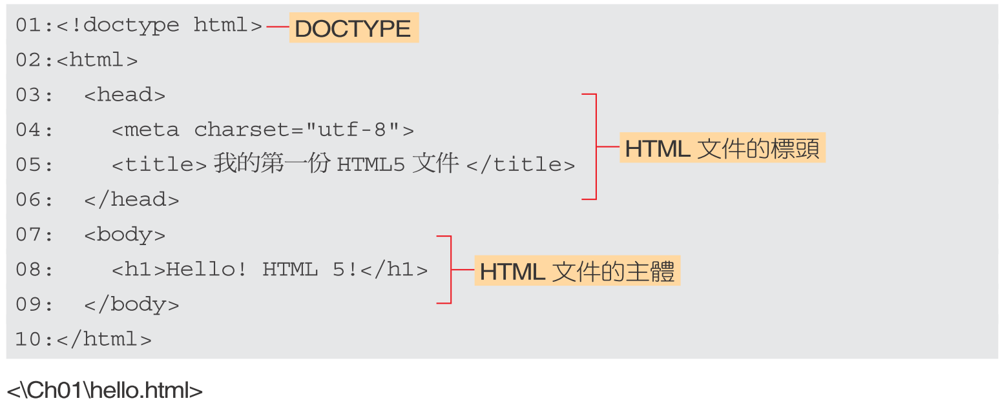 01:<!doctype html> DOCTYPE
02:<html>
03:  <head>
04:    <meta charset="utf-8">
HTML 文件的標頭
05:    <title>我的第一份 HTML5 文件</title>
06:  </head>
07:  <body>
08:    <h1>Hello! HTML 5!</h1> HTML 文件的主體
09:  </body>
10:</html>
<\Ch01\hello.html>